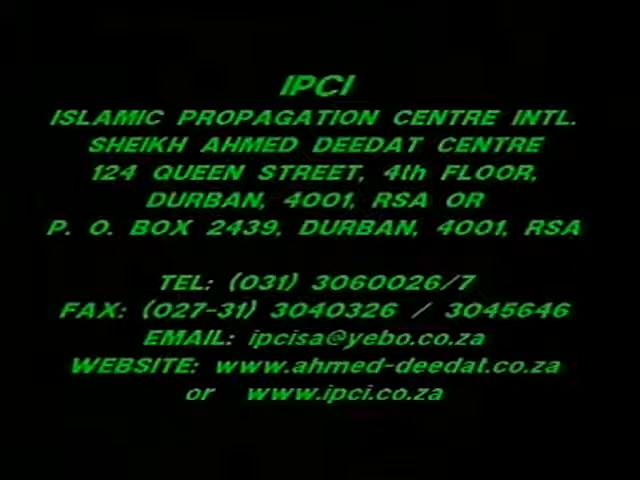 IPCI
ISLAMIC PROPAGATION CENTRE INTL.
SHEIKH AHMED DEEDAT CENTRE
124 QUEEN STREET, 4th FLOOR,
DURBAN, 4001, RSA OR
P. O. BOX 2439, DURBAN, 4001, RSA
TEL: (031) 3060026/7
FAX: (027-31) 3040326 / 3045646
EMAIL: ipcisa@yebo.co.za
WEBSITE: www.ahmed-deedat.co.za
or www.ipci.co.za